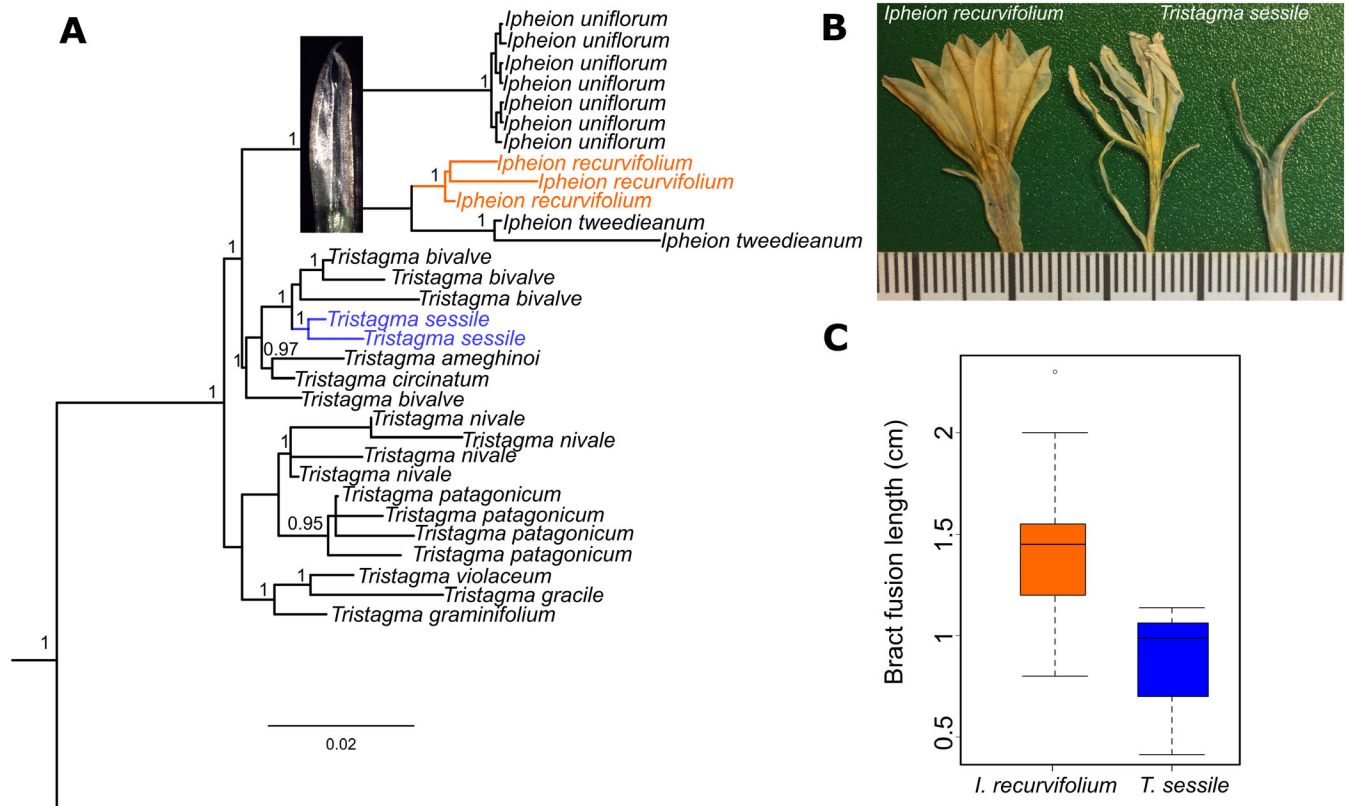 A
Ipheion uniflorum
Ipheion uniflorum
Ipheion uniflorum
1
Ipheion uniflorum
Ipheion uniflorum
Ipheion uniflorum
Ipheion uniflorum
1
Ipheion recurvifolium
1
Ipheion recurvifolium
Ipheion recurvifolium
1
Ipheion tweedieanum
Ipheion tweedieanum
1
Tristagma bivalve
1
Tristagma bivalve
1
Tristagma bivalve
1
Tristagma sessile
Tristagma sessile
0.97
1
Tristagma ameghinoi
Tristagma circinatum
1
Tristagma bivalve
Tristagma nivale
1
Tristagma nivale
Tristagma nivale
Tristagma nivale
Tristagma patagonicum
0.95
Tristagma patagonicum
Tristagma patagonicum
Tristagma patagonicum
1
Tristagma violaceum
1
Tristagma gracile
Tristagma graminifolium
1
0.02
B
Ipheion recurvifolium
Tristagma sessile
C
Bract fusion length (cm)
2
1.5
1
0.5
I. recurvifolium
T. sessile